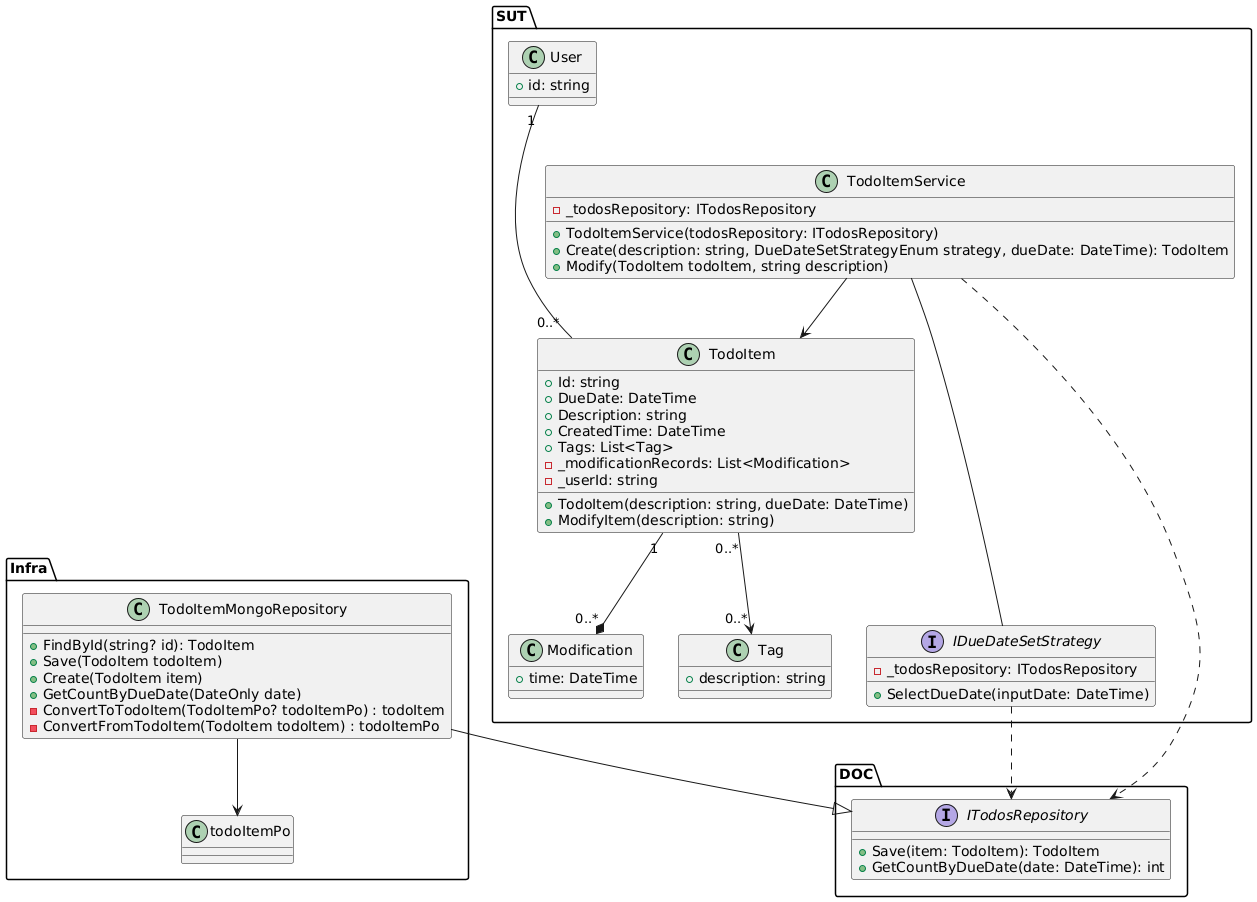 SUT
C User
id: string
1
C TodoItemService
_todosRepository: ITodosRepository
TodoItemService(todosRepository: ITodosRepository)
Create(description: string, DueDateSetStrategyEnum strategy, dueDate: DateTime): TodoItem
Modify(TodoItem todoItem, string description)
0..*
C TodoItem
Id: string
DueDate: DateTime
Description: string
CreatedTime: DateTime
Tags: List<Tag>
_modificationRecords: List<Modification>
_userId: string
TodoItem(description: string, dueDate: DateTime)
ModifyItem(description: string)
1
0..*
0..*
0..*
C Modification
time: DateTime
C Tag
description: string
I IDueDateSetStrategy
_todosRepository: ITodosRepository
SelectDueDate(inputDate: DateTime)
Infra
C TodoItemMongoRepository
FindById(string? id): TodoItem
Save(TodoItem todoItem)
Create(TodoItem item)
GetCountByDueDate(DateOnly date)
ConvertToTodoItem(TodoItemPo? todoItemPo) : todoItem
ConvertFromTodoItem(TodoItem todoItem) : todoItemPo
C todoItemPo
DOC
I ITodosRepository
Save(item: TodoItem): TodoItem
GetCountByDueDate(date: DateTime): int